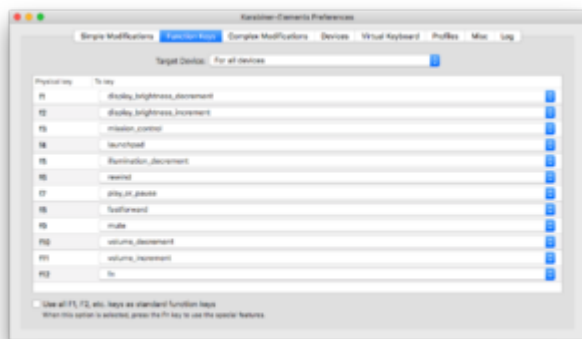 Karabiner-Elements Preferences
Simple Modifications Function Keys Complex Modifications Devices Virtual Keyboard Profiles Misc Log
Target Device: For all devices
Physical key To key
f1 display_brightness_decrement
f2 display_brightness_increment
f3 mission_control
f4 launchpad
f5 illumination_decrement
f6 rewind
f7 play_or_pause
f8 fastforward
f9 mute
f10 volume_decrement
f11 volume_increment
f12
Use all F1, F2, etc. keys as standard function keys
When this option is selected, press the Fn key to use the special features.